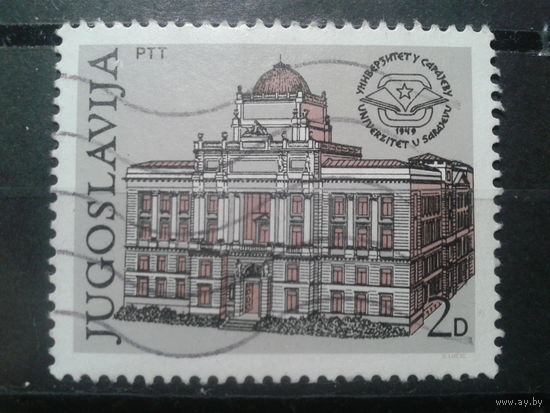 JUGOSLAVIJA
PTT
УНИВЕРЗИТЕТ У САРАЈЕВУ
UNIVERZITET U SARAJEVU
1949
2D
www.ay.by